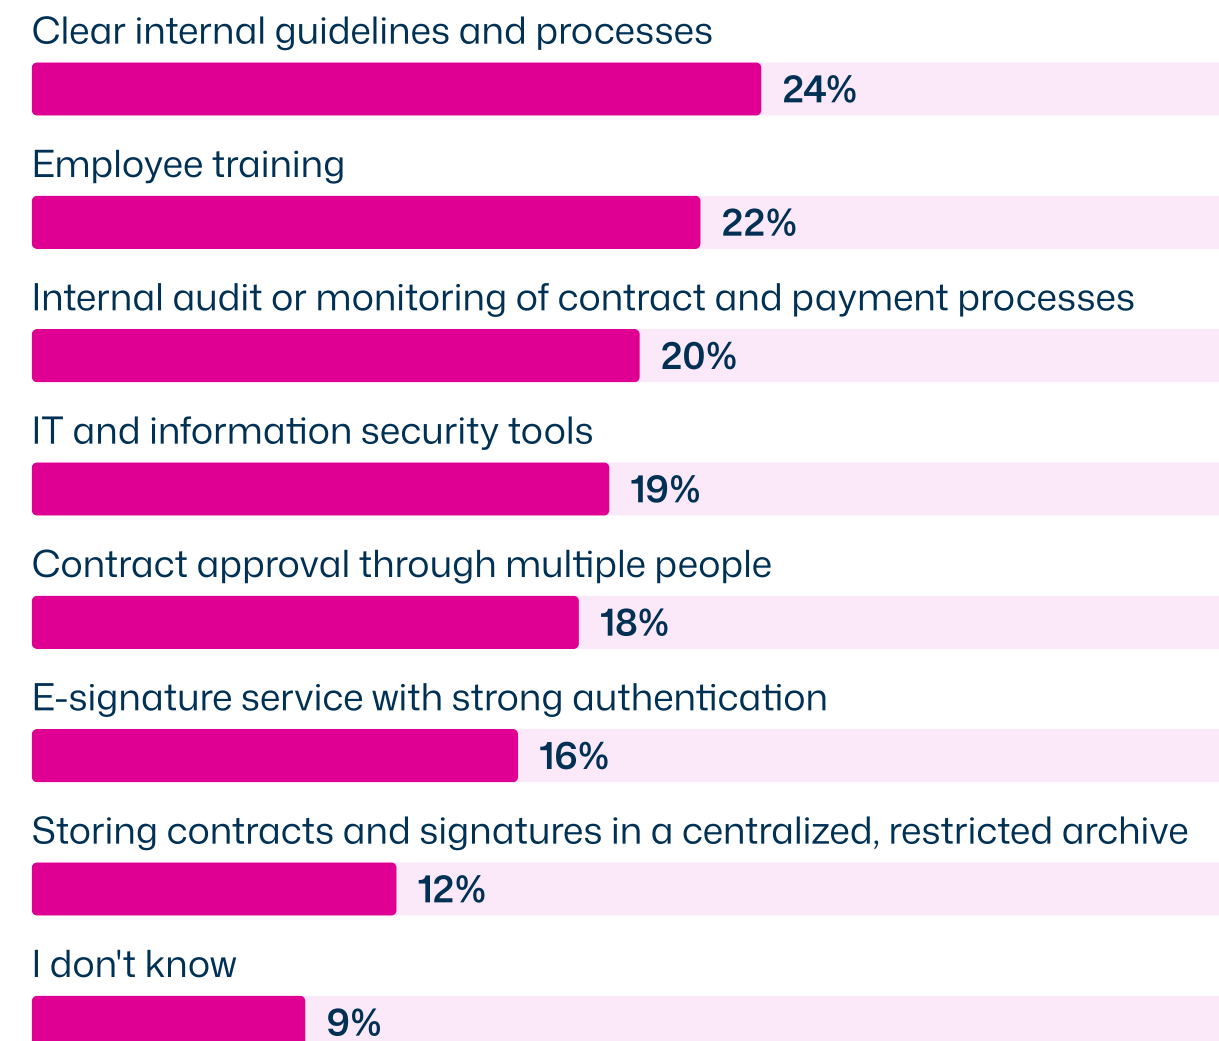 Clear internal guidelines and processes
24%
Employee training
22%
Internal audit or monitoring of contract and payment processes
20%
IT and information security tools
19%
Contract approval through multiple people
18%
E-signature service with strong authentication
16%
Storing contracts and signatures in a centralized, restricted archive
12%
I don't know
9%